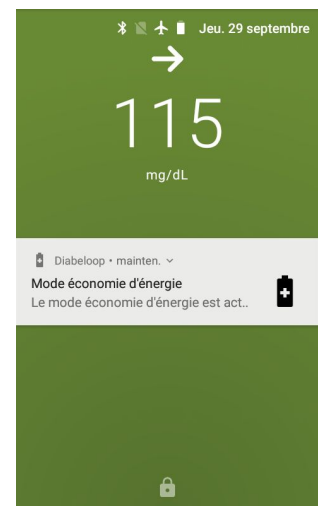 Jeu. 29 septembre
115
mg/dL
Diabeloop • mainten.
Mode économie d'énergie
Le mode économie d'énergie est act..